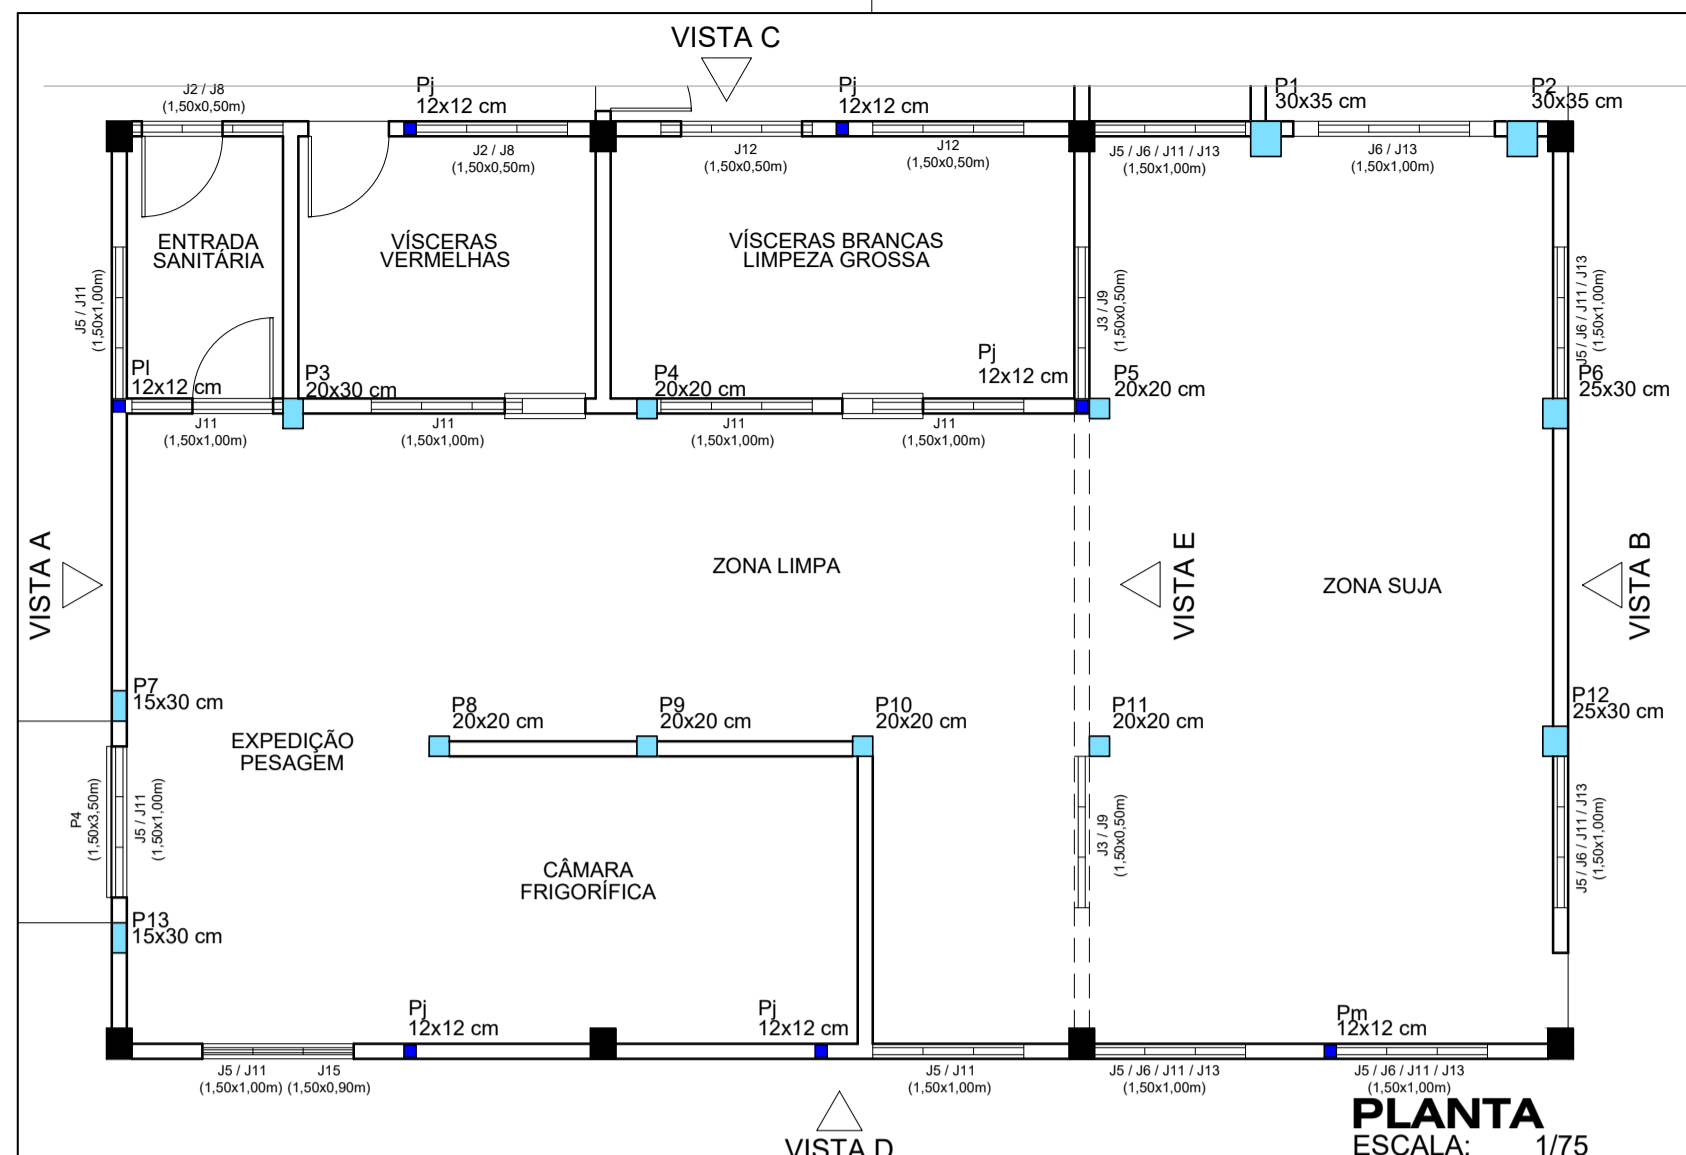 VISTA C
J2 / J8
(1,50x0,50m)
Pj
12x12 cm
Pj
12x12 cm
P1
30x35 cm
P2
30x35 cm
J2 / J8
(1,50x0,50m)
J12
(1,50x0,50m)
J12
(1,50x0,50m)
J5 / J6 / J11 / J13
(1,50x1,00m)
J6 / J13
(1,50x1,00m)
ENTRADA
SANITÁRIA
VÍSCERAS
VERMELHAS
VÍSCERAS BRANCAS
LIMPEZA GROSSA
J5 / J11
(1,50x1,00m)
J3 / J9
(1,50x0,50m)
J5 / J6 / J11 / J13
(1,50x1,00m)
Pl
12x12 cm
P3
20x30 cm
P4
20x20 cm
Pj
12x12 cm
P5
20x20 cm
P6
25x30 cm
J11
(1,50x1,00m)
J11
(1,50x1,00m)
J11
(1,50x1,00m)
J11
(1,50x1,00m)
VISTA A
ZONA LIMPA
VISTA E
ZONA SUJA
VISTA B
P7
15x30 cm
P8
20x20 cm
P9
20x20 cm
P10
20x20 cm
P11
20x20 cm
P12
25x30 cm
EXPEDIÇÃO
PESAGEM
P4
(1,50x3,50m)
J5 / J11
(1,50x1,00m)
J3 / J9
(1,50x0,50m)
J5 / J6 / J11 / J13
(1,50x1,00m)
CÂMARA
FRIGORÍFICA
P13
15x30 cm
Pj
12x12 cm
Pj
12x12 cm
Pm
12x12 cm
J5 / J11
(1,50x1,00m)
J15
(1,50x0,90m)
J5 / J11
(1,50x1,00m)
J5 / J6 / J11 / J13
(1,50x1,00m)
J5 / J6 / J11 / J13
(1,50x1,00m)
VISTA D
PLANTA
ESCALA: 1/75